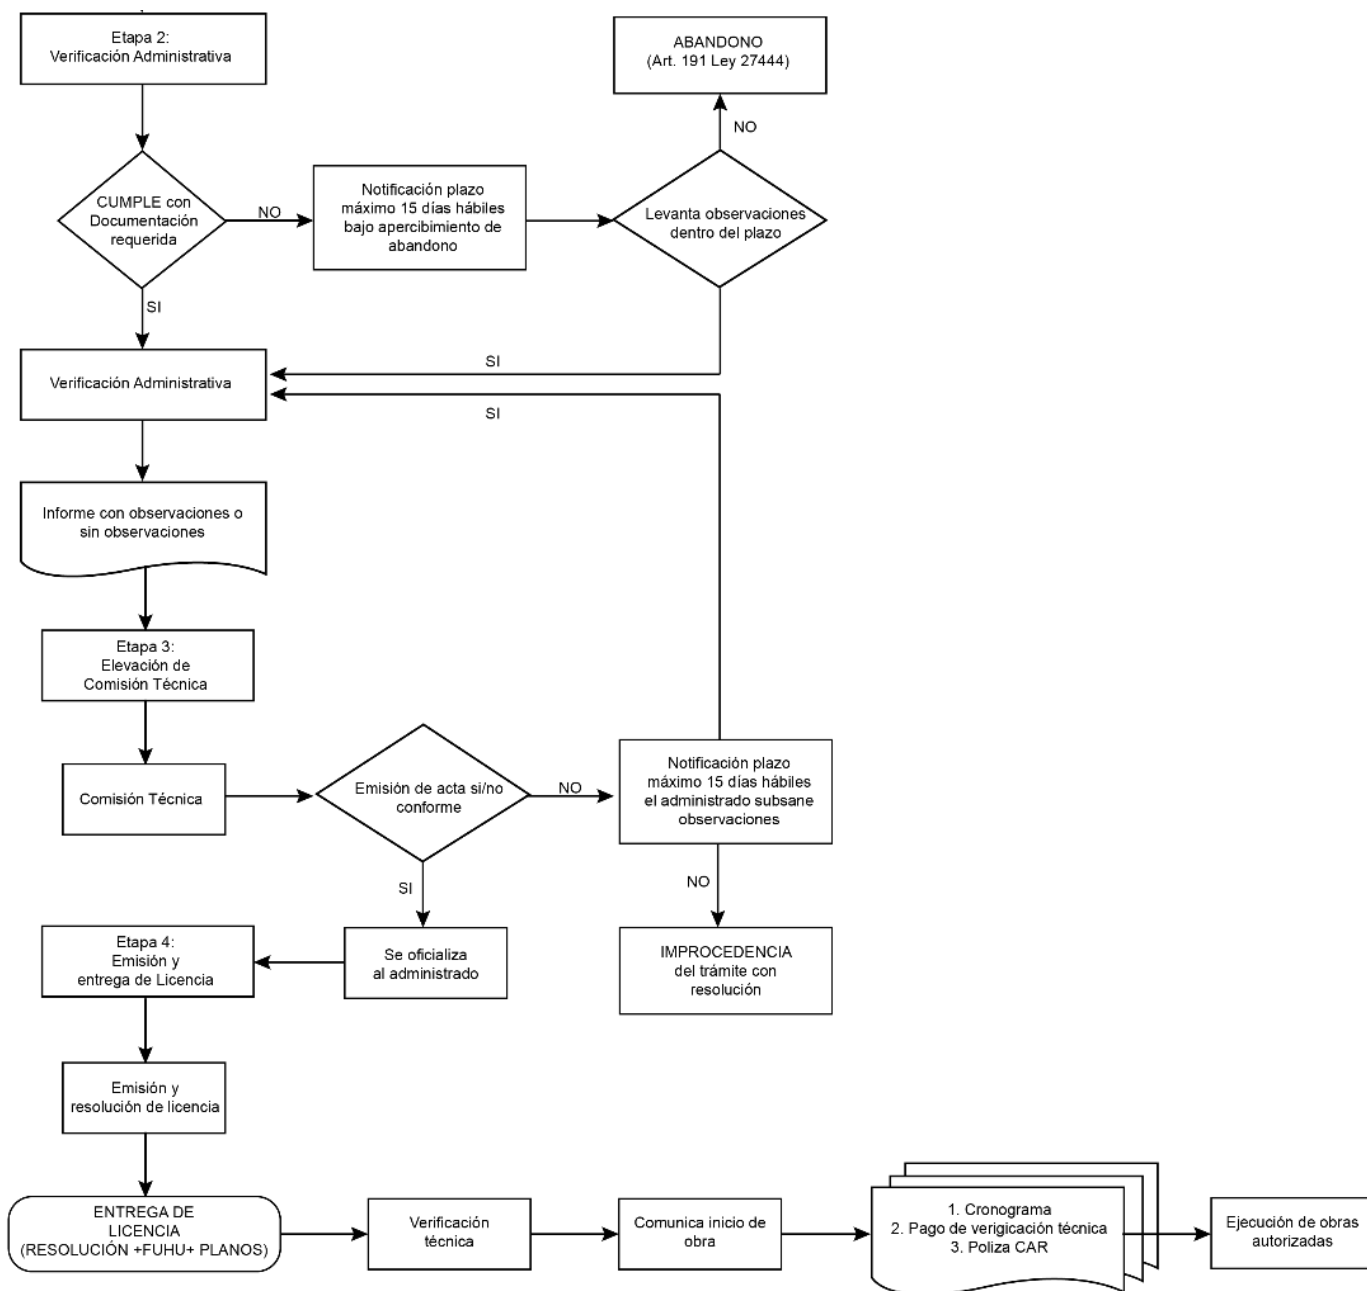 Etapa 2:
Verificación Administrativa
ABANDONO
(Art. 191 Ley 27444)
NO
CUMPLE con
Documentación
requerida
NO
Notificación plazo
máximo 15 días hábiles
bajo apercibimiento de
abandono
Levanta observaciones
dentro del plazo
SI
SI
Verificación Administrativa
SI
Informe con observaciones o
sin observaciones
Etapa 3:
Elevación de
Comisión Técnica
Comisión Técnica
Emisión de acta si/no
conforme
NO
Notificación plazo
máximo 15 días hábiles
el administrado subsane
observaciones
SI
NO
Etapa 4:
Emisión y
entrega de Licencia
Se oficializa
al administrado
IMPROCEDENCIA
del trámite con
resolución
Emisión y
resolución de licencia
ENTREGA DE
LICENCIA
(RESOLUCIÓN +FUHU+ PLANOS)
Verificación
técnica
Comunica inicio de
obra
1. Cronograma
2. Pago de verigicación técnica
3. Poliza CAR
Ejecución de obras
autorizadas